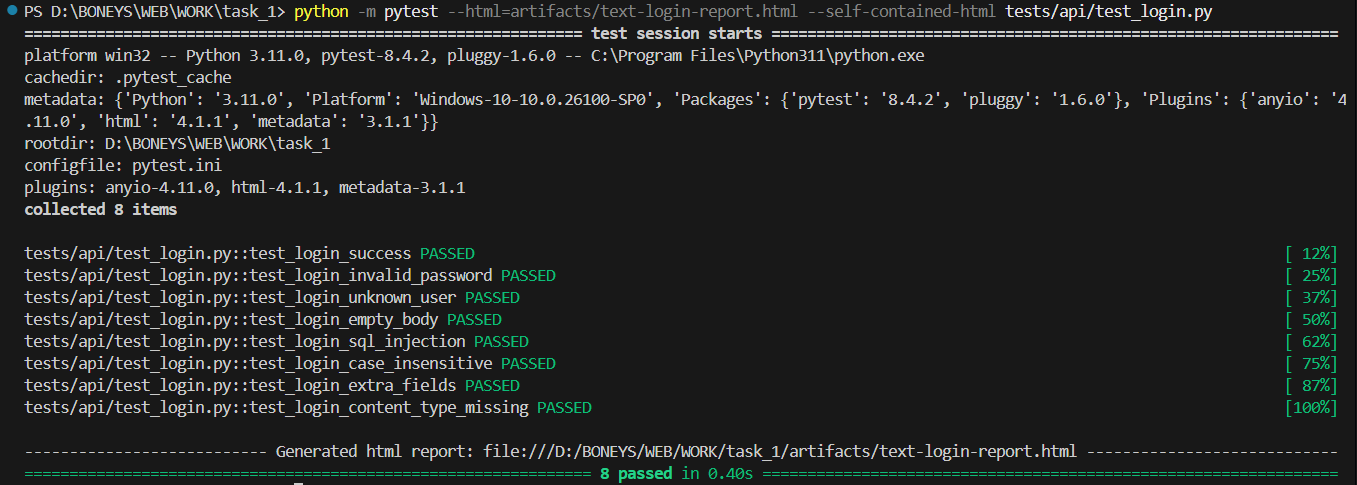 PS D:\BONEYS\WEB\WORK\task_1> python -m pytest --html=artifacts/text-login-report.html --self-contained-html tests/api/test_login.py
============================================================== test session starts ===============================================================
platform win32 -- Python 3.11.0, pytest-8.4.2, pluggy-1.6.0 -- C:\Program Files\Python311\python.exe
cachedir: .pytest_cache
metadata: {'Python': '3.11.0', 'Platform': 'Windows-10-10.0.26100-SP0', 'Packages': {'pytest': '8.4.2', 'pluggy': '1.6.0'}, 'Plugins': {'anyio': '4
.11.0', 'html': '4.1.1', 'metadata': '3.1.1'}}
rootdir: D:\BONEYS\WEB\WORK\task_1
configfile: pytest.ini
plugins: anyio-4.11.0, html-4.1.1, metadata-3.1.1
collected 8 items
tests/api/test_login.py::test_login_success PASSED [ 12%]
tests/api/test_login.py::test_login_invalid_password PASSED [ 25%]
tests/api/test_login.py::test_login_unknown_user PASSED [ 37%]
tests/api/test_login.py::test_login_empty_body PASSED [ 50%]
tests/api/test_login.py::test_login_sql_injection PASSED [ 62%]
tests/api/test_login.py::test_login_case_insensitive PASSED [ 75%]
tests/api/test_login.py::test_login_extra_fields PASSED [ 87%]
tests/api/test_login.py::test_login_content_type_missing PASSED [100%]
--------------------------- Generated html report: file:///D:/BONEYS/WEB/WORK/task_1/artifacts/text-login-report.html ----------------------------
=============================================================== 8 passed in 0.40s ================================================================